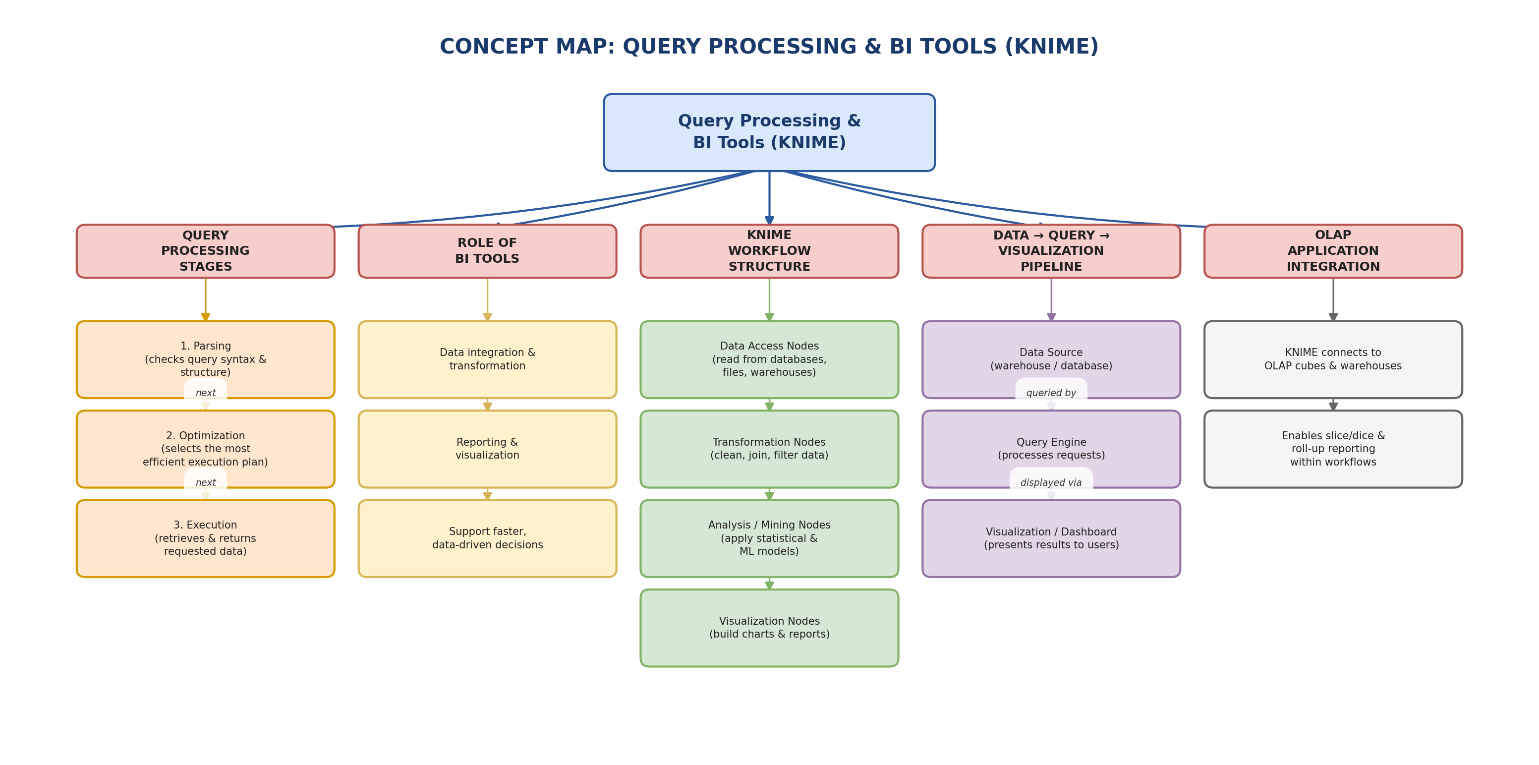 CONCEPT MAP: QUERY PROCESSING & BI TOOLS (KNIME)
Query Processing &
BI Tools (KNIME)
QUERY
PROCESSING
STAGES
1. Parsing
(checks query syntax &
structure)
next
2. Optimization
(selects the most
efficient execution plan)
next
3. Execution
(retrieves & returns
requested data)
ROLE OF
BI TOOLS
Data integration &
transformation
Reporting &
visualization
Support faster,
data-driven decisions
KNIME
WORKFLOW
STRUCTURE
Data Access Nodes
(read from databases,
files, warehouses)
Transformation Nodes
(clean, join, filter data)
Analysis / Mining Nodes
(apply statistical &
ML models)
Visualization Nodes
(build charts & reports)
DATA → QUERY →
VISUALIZATION
PIPELINE
Data Source
(warehouse / database)
queried by
Query Engine
(processes requests)
displayed via
Visualization / Dashboard
(presents results to users)
OLAP
APPLICATION
INTEGRATION
KNIME connects to
OLAP cubes & warehouses
Enables slice/dice &
roll-up reporting
within workflows